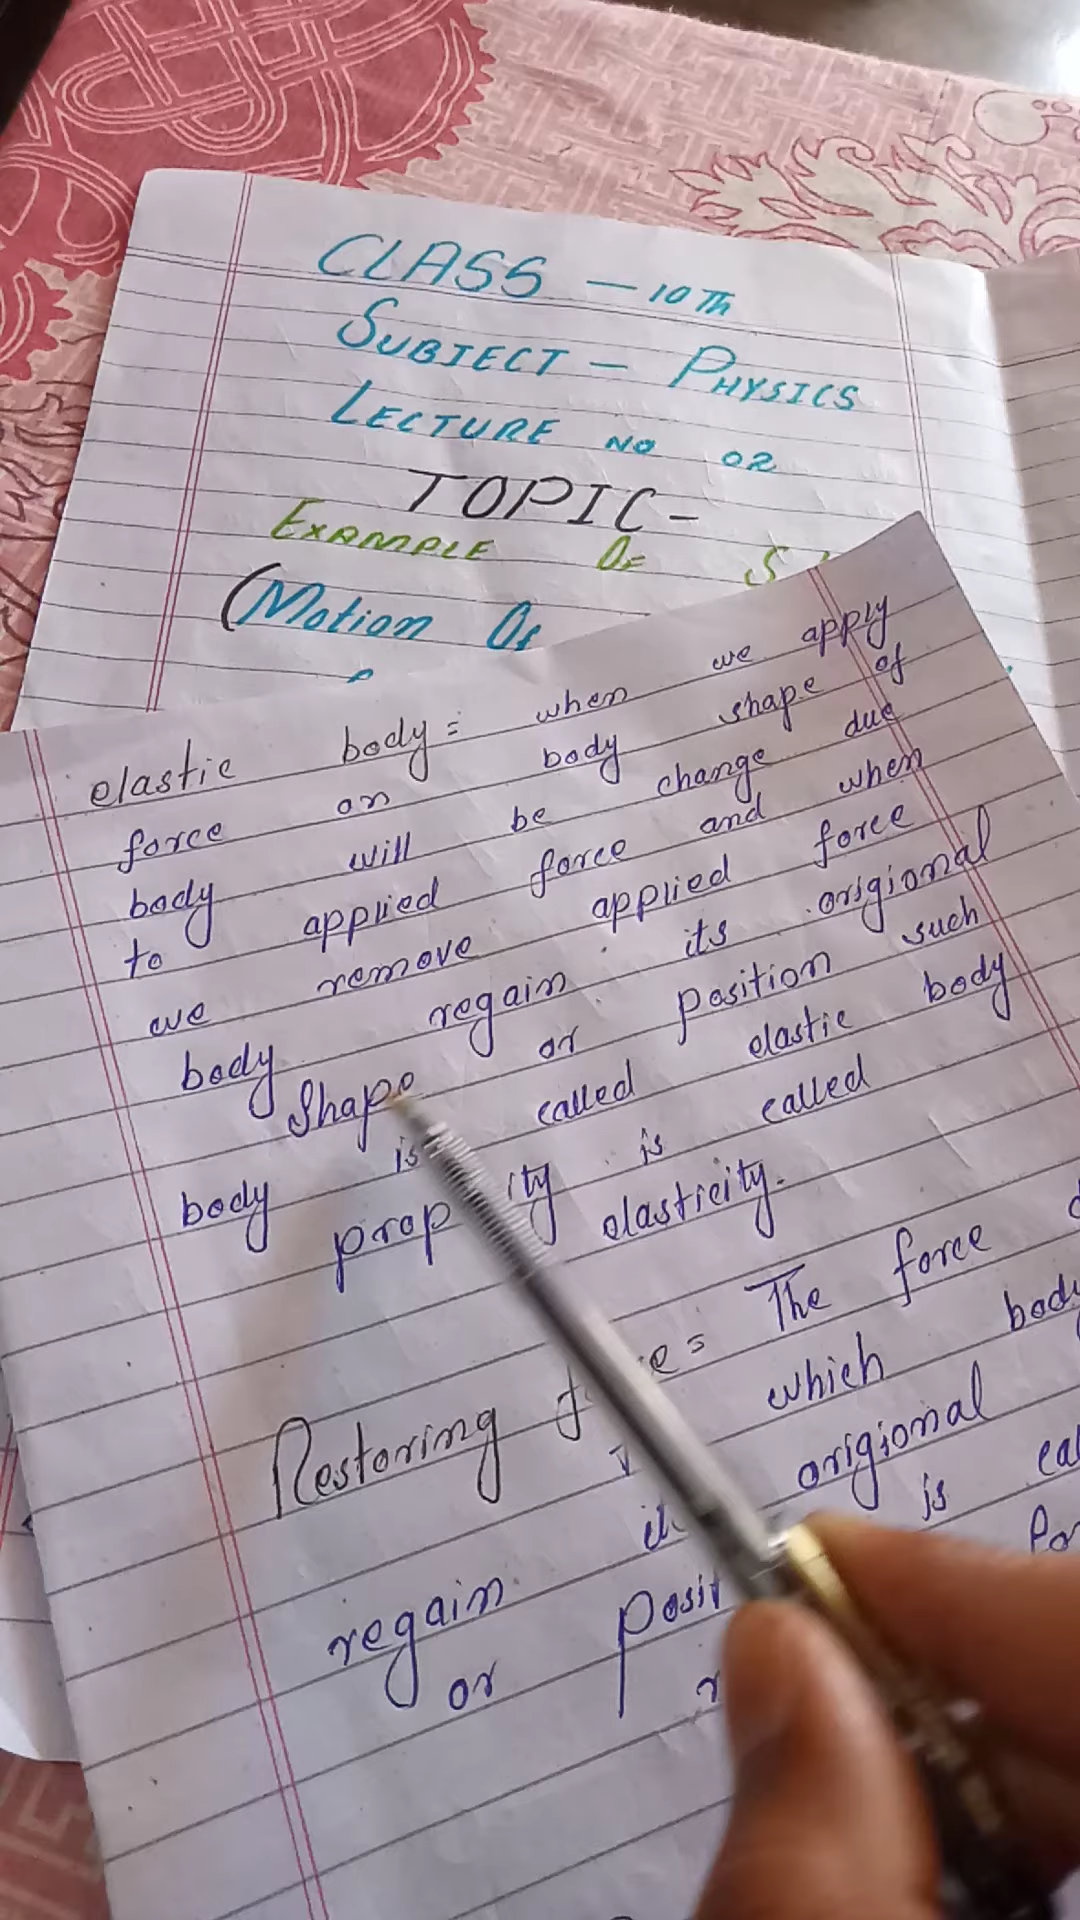 CLASS - 10Th
SUBJECT - PHYSICS
LECTURE NO 02
TOPIC -
EXAMPLE OF
(Motion Of
elastic body = when we apply
force on body shape of
body will be change due
to applied force and when
we remove applied force
body regain its origional
Shape or position such
body is called elastic body
property is called
elasticity.
Restoring = The force
which body
regain origional
or is